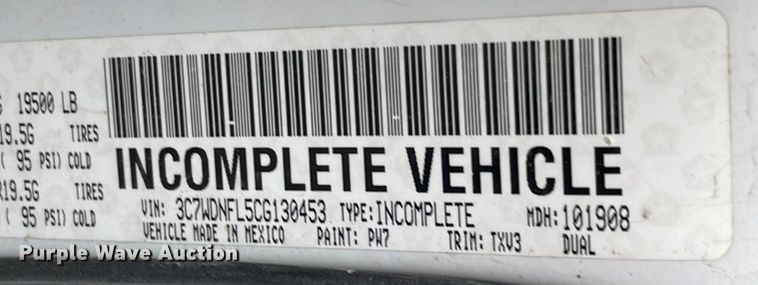 19500 LB
19.5G TIRES
( 95 PSI) COLD
R19.5G TIRES
( 95 PSI) COLD
INCOMPLETE VEHICLE
VIN: 3C7WDNFL5CG130453 TYPE:INCOMPLETE MDH:101908
VEHICLE MADE IN MEXICO PAINT: PW7 TRIM: TXV3 DUAL
Purple Wave Auction